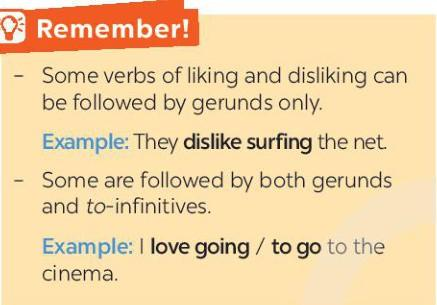 Remember!
- Some verbs of liking and disliking can
be followed by gerunds only.
Example: They dislike surfing the net.
- Some are followed by both gerunds
and to-infinitives.
Example: I love going / to go to the
cinema.